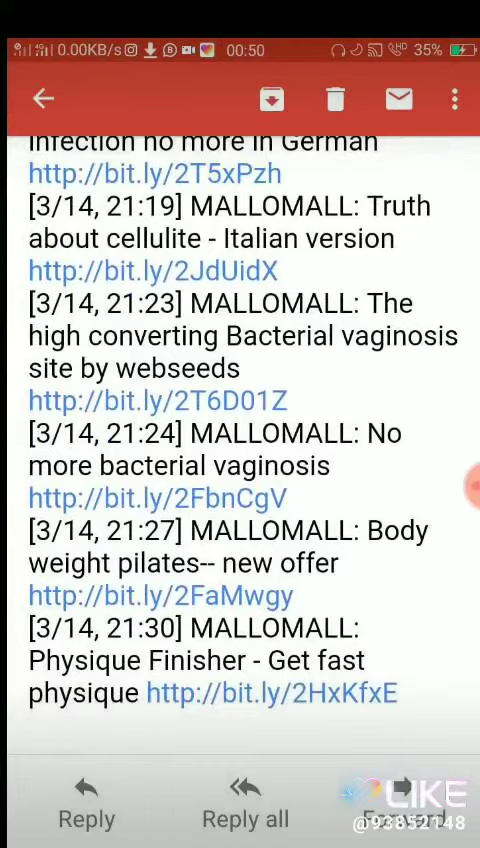 0.00KB/s 00:50 HD 35%
Infection no more in German
http://bit.ly/2T5xPzh
[3/14, 21:19] MALLOMALL: Truth
about cellulite - Italian version
http://bit.ly/2JdUidX
[3/14, 21:23] MALLOMALL: The
high converting Bacterial vaginosis
site by webseeds
http://bit.ly/2T6D01Z
[3/14, 21:24] MALLOMALL: No
more bacterial vaginosis
http://bit.ly/2FbnCgV
[3/14, 21:27] MALLOMALL: Body
weight pilates-- new offer
http://bit.ly/2FaMwgy
[3/14, 21:30] MALLOMALL:
Physique Finisher - Get fast
physique http://bit.ly/2HxKfxE
Reply Reply all Forward
LIKE
@93852148